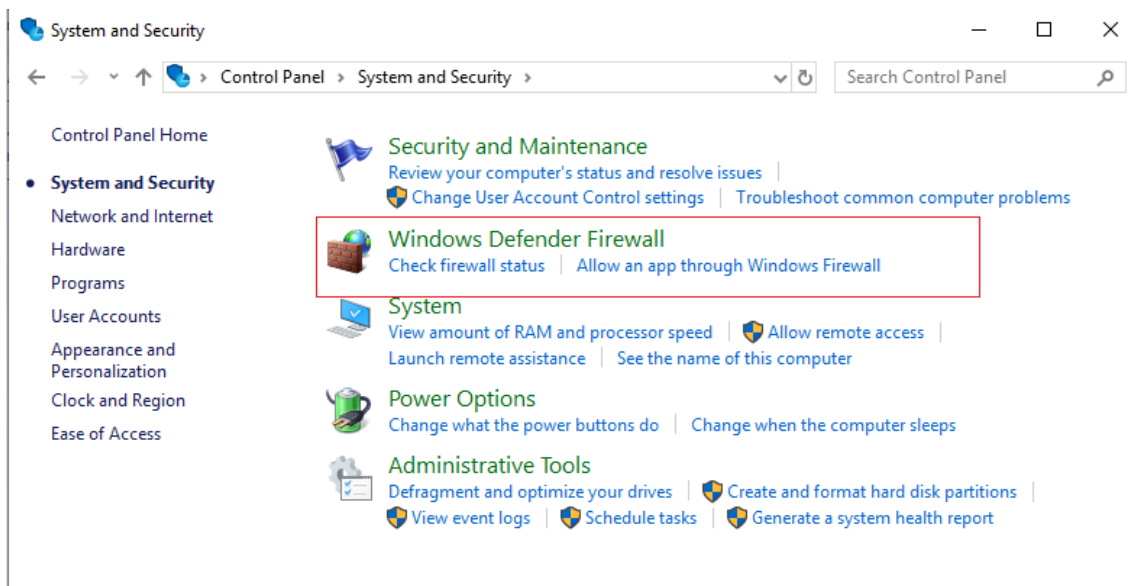 System and Security
Control Panel > System and Security >
Search Control Panel
Control Panel Home
System and Security
Network and Internet
Hardware
Programs
User Accounts
Appearance and
Personalization
Clock and Region
Ease of Access
Security and Maintenance
Review your computer's status and resolve issues
Change User Account Control settings
Troubleshoot common computer problems
Windows Defender Firewall
Check firewall status
Allow an app through Windows Firewall
System
View amount of RAM and processor speed
Allow remote access
Launch remote assistance
See the name of this computer
Power Options
Change what the power buttons do
Change when the computer sleeps
Administrative Tools
Defragment and optimize your drives
Create and format hard disk partitions
View event logs
Schedule tasks
Generate a system health report